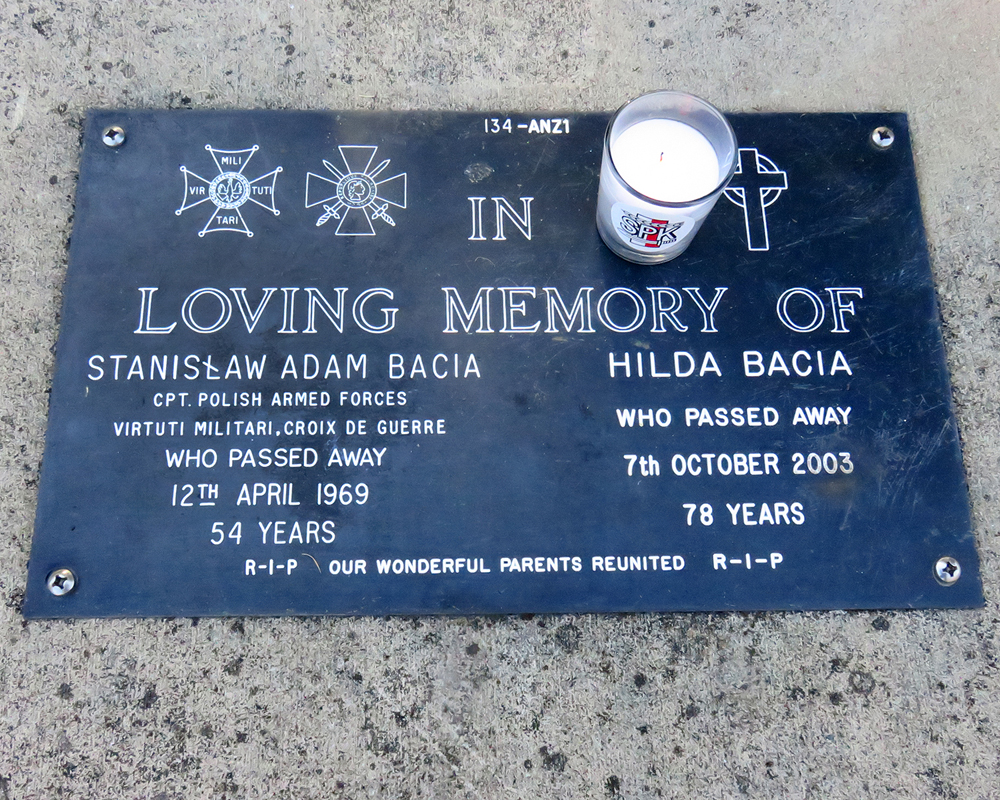 134-ANZ1
MILI
VIR TUTI
TARI
SPK
IN
LOVING MEMORY OF
STANISŁAW ADAM BACIA
CPT. POLISH ARMED FORCES
VIRTUTI MILITARI, CROIX DE GUERRE
WHO PASSED AWAY
12TH APRIL 1969
54 YEARS
HILDA BACIA
WHO PASSED AWAY
7th OCTOBER 2003
78 YEARS
R-I-P OUR WONDERFUL PARENTS REUNITED R-I-P